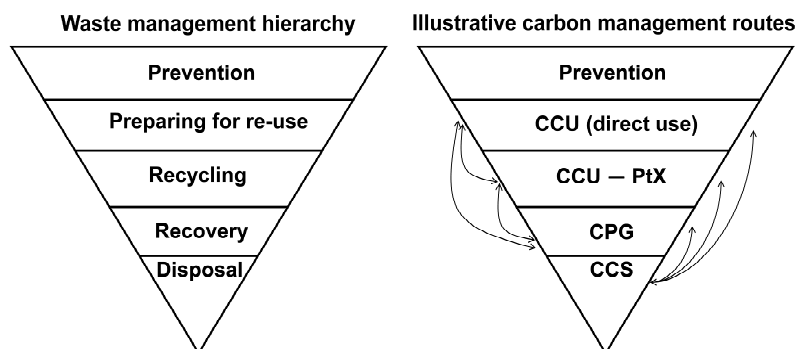 Waste management hierarchy
Prevention
Preparing for re-use
Recycling
Recovery
Disposal
Illustrative carbon management routes
Prevention
CCU (direct use)
CCU — PtX
CPG
CCS